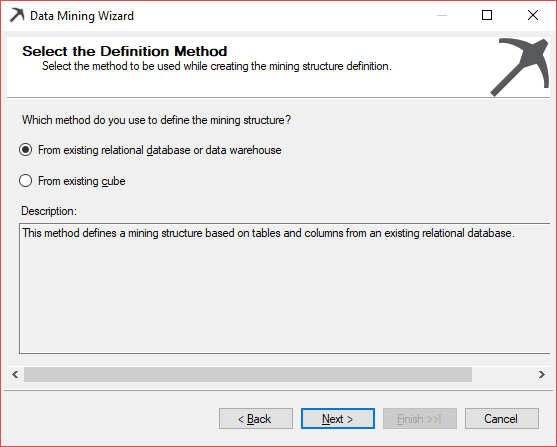 Data Mining Wizard
Select the Definition Method
Select the method to be used while creating the mining structure definition.
Which method do you use to define the mining structure?
From existing relational database or data warehouse
From existing cube
Description:
This method defines a mining structure based on tables and columns from an existing relational database.
< Back
Next >
Finish >>|
Cancel